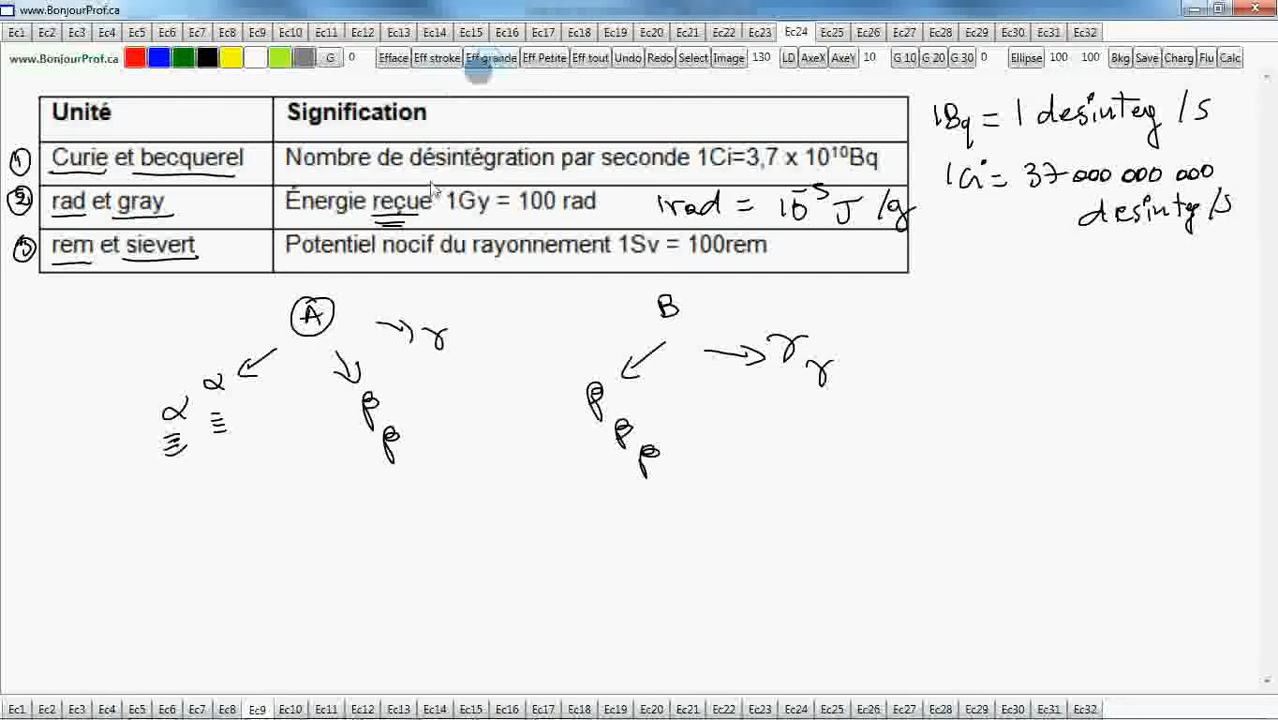 www.BonjourProf.ca
Ec1 Ec2 Ec3 Ec4 Ec5 Ec6 Ec7 Ec8 Ec9 Ec10 Ec11 Ec12 Ec13 Ec14 Ec15 Ec16 Ec17 Ec18 Ec19 Ec20 Ec21 Ec22 Ec23 Ec24 Ec25 Ec26 Ec27 Ec28 Ec29 Ec30 Ec31 Ec32
www.BonjourProf.ca G 0 Efface Eff stroke Eff grande Eff Petite Eff tout Undo Redo Select Image 130 LD AxeX AxeY 10 G 10 G 20 G 30 0 Ellipse 100 100 Bkg Save Charg Flu Calc
Unité Signification
1 Curie et becquerel Nombre de désintégration par seconde 1Ci=3,7 x 10¹⁰Bq
2 rad et gray Énergie reçue 1Gy = 100 rad 1rad = 10⁻⁵ J /g
3 rem et sievert Potentiel nocif du rayonnement 1Sv = 100rem
1Bq = 1 desinteg /s
1Ci = 37 000 000 000
desinteg /s
A → γ
α α
β
β
B → γ γ
β
β
β
Ec1 Ec2 Ec3 Ec4 Ec5 Ec6 Ec7 Ec8 Ec9 Ec10 Ec11 Ec12 Ec13 Ec14 Ec15 Ec16 Ec17 Ec18 Ec19 Ec20 Ec21 Ec22 Ec23 Ec24 Ec25 Ec26 Ec27 Ec28 Ec29 Ec30 Ec31 Ec32